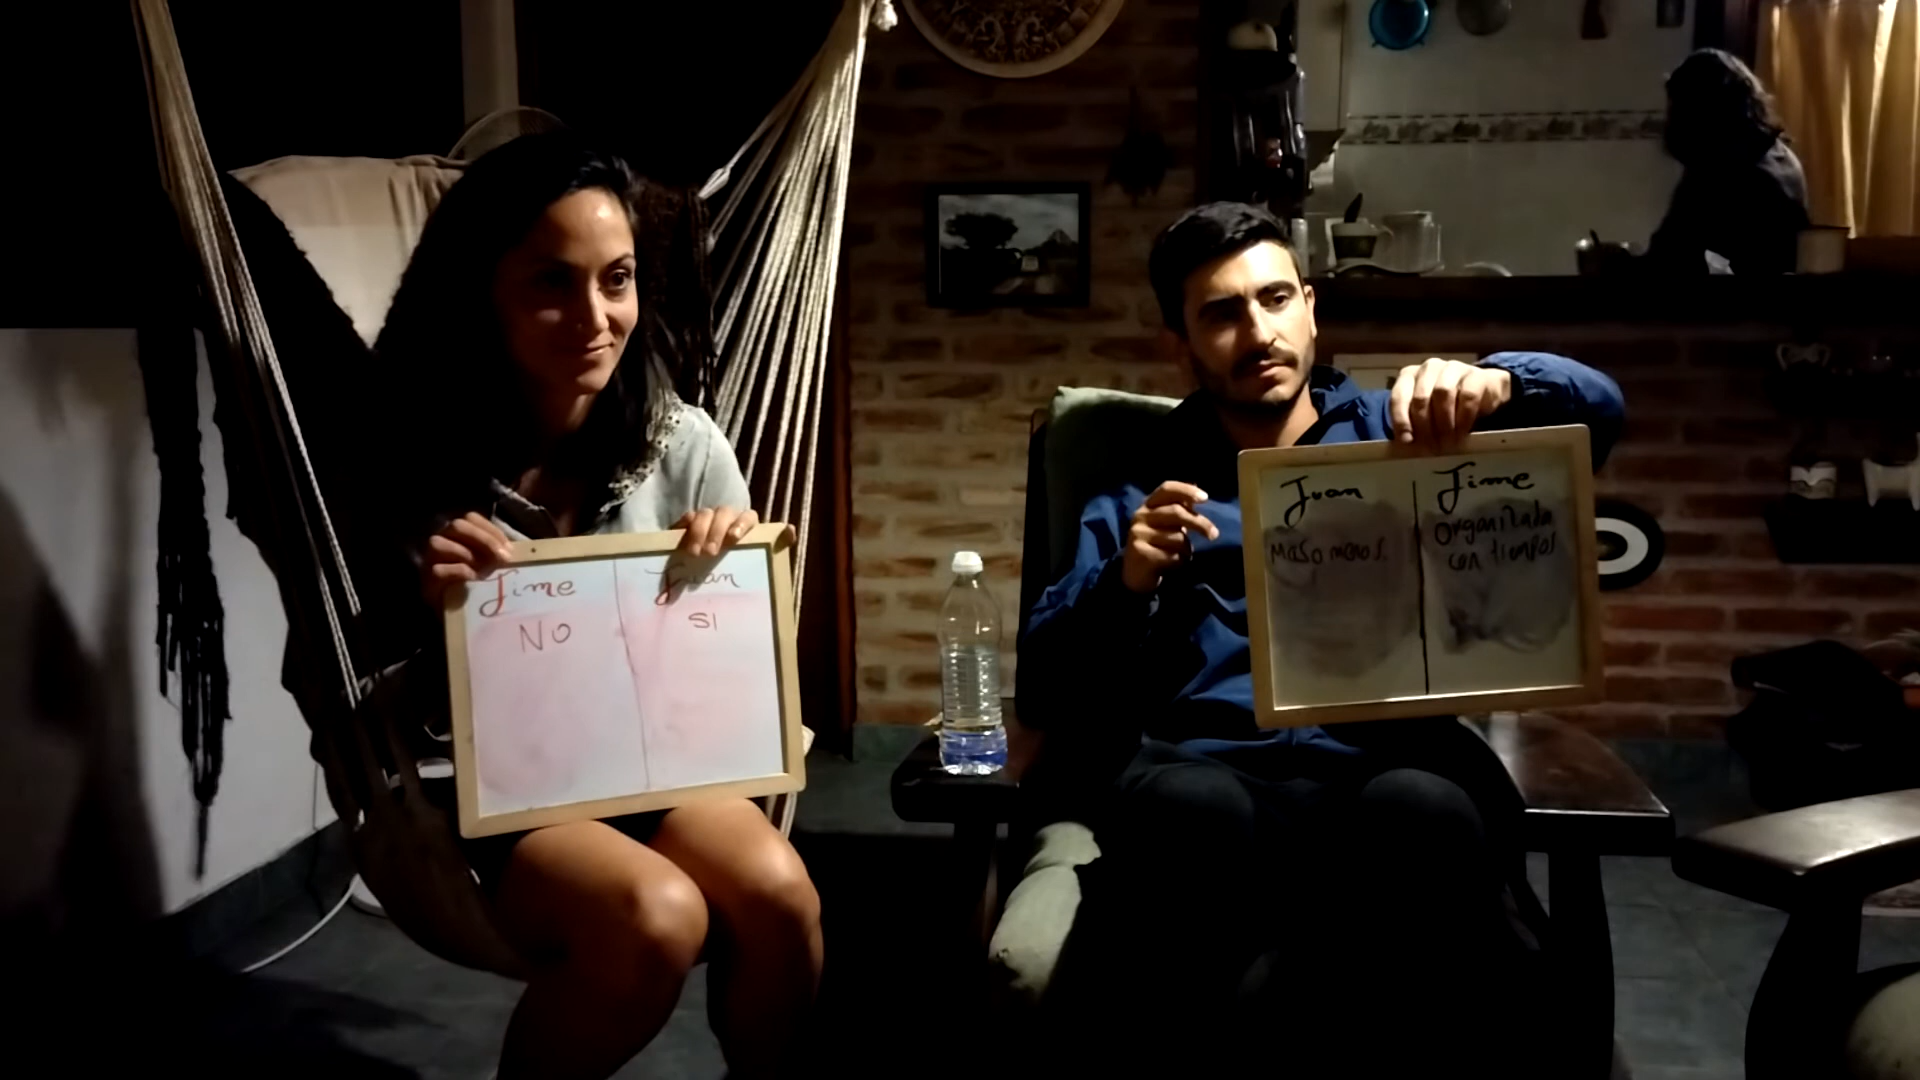 Jime
Juan
NO
SI
Juan
Jime
maso menos.
organizada
con tiempos